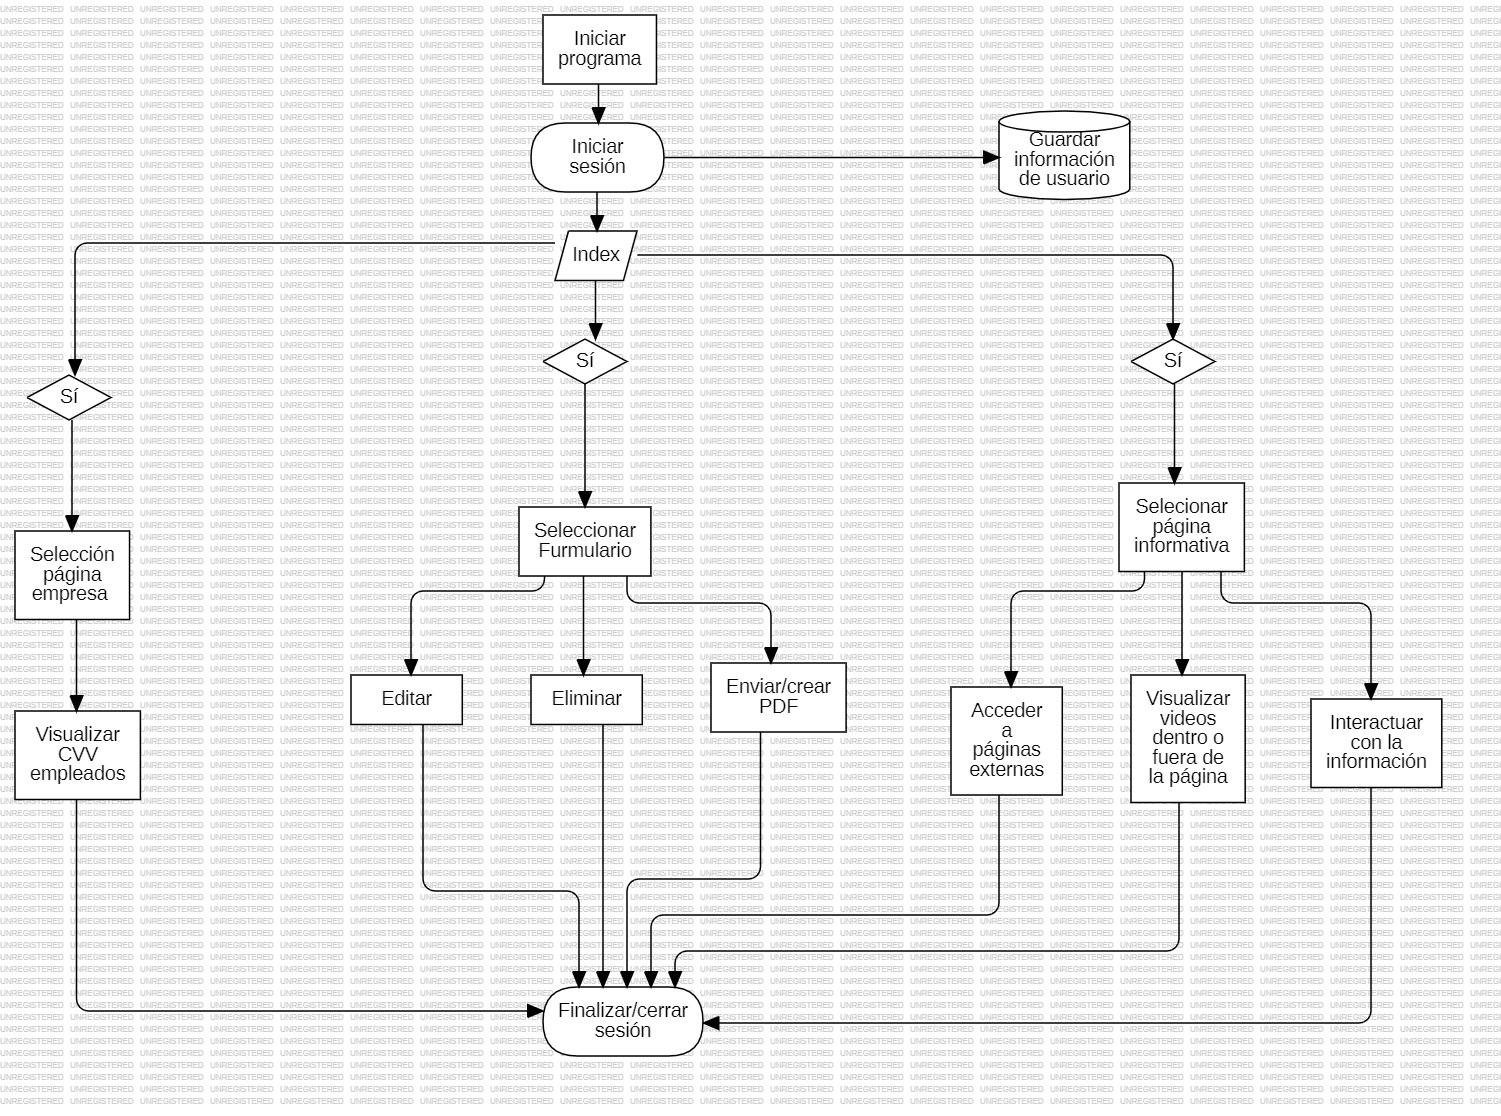 Iniciar
programa
Iniciar
sesión
Guardar
información
de usuario
Index
Sí
Sí
Sí
Selección
página
empresa
Seleccionar
Furmulario
Selecionar
página
informativa
Visualizar
CVV
empleados
Editar
Eliminar
Enviar/crear
PDF
Acceder
a
páginas
externas
Visualizar
videos
dentro o
fuera de
la página
Interactuar
con la
información
Finalizar/cerrar
sesión
UNREGISTERED